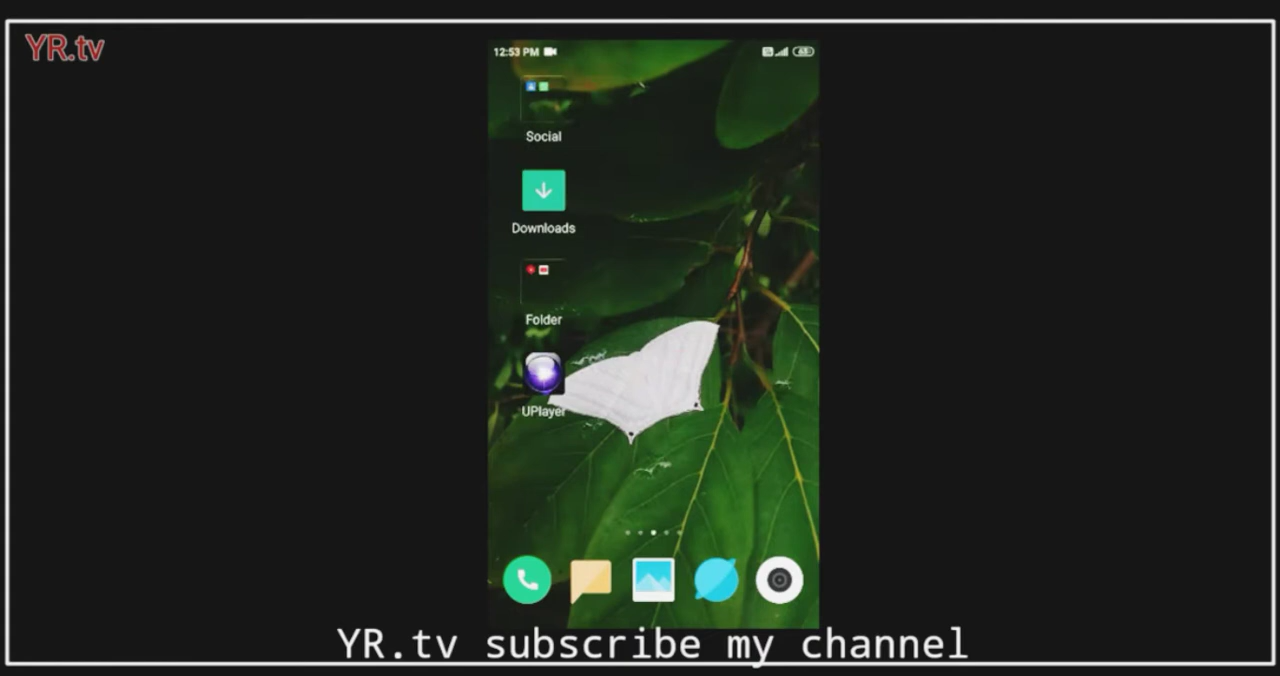 YR.tv
12:53 PM
Social
Downloads
Folder
UPlayer
YR.tv subscribe my channel